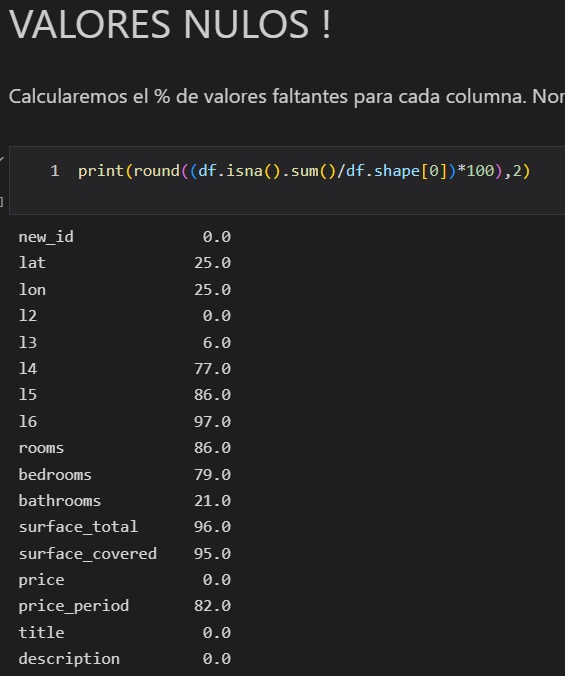 VALORES NULOS !
Calcularemos el % de valores faltantes para cada columna.
1 print(round((df.isna().sum()/df.shape[0])*100),2)
new_id 0.0
lat 25.0
lon 25.0
l2 0.0
l3 6.0
l4 77.0
l5 86.0
l6 97.0
rooms 86.0
bedrooms 79.0
bathrooms 21.0
surface_total 96.0
surface_covered 95.0
price 0.0
price_period 82.0
title 0.0
description 0.0